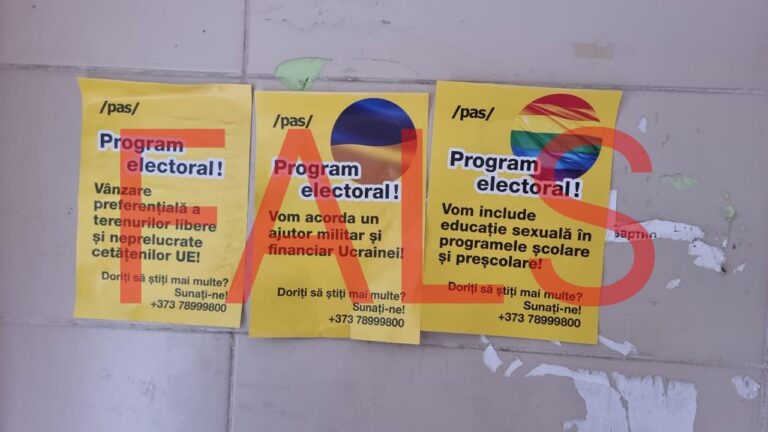 /pas/
Program
electoral!
Vânzare
preferențială a
terenurilor libere
și neprelucrate
cetățenilor UE!
Doriți să știți mai multe?
Sunați-ne!
+373 78999800
/pas/
Program
electoral!
Vom acorda un
ajutor militar și
financiar Ucrainei!
Doriți să știți mai multe?
Sunați-ne!
+373 78999800
/pas/
Program
electoral!
Vom include
educație sexuală în
programele școlare
și preșcolare!
Doriți să știți mai multe?
Sunați-ne!
+373 78999800
FALS